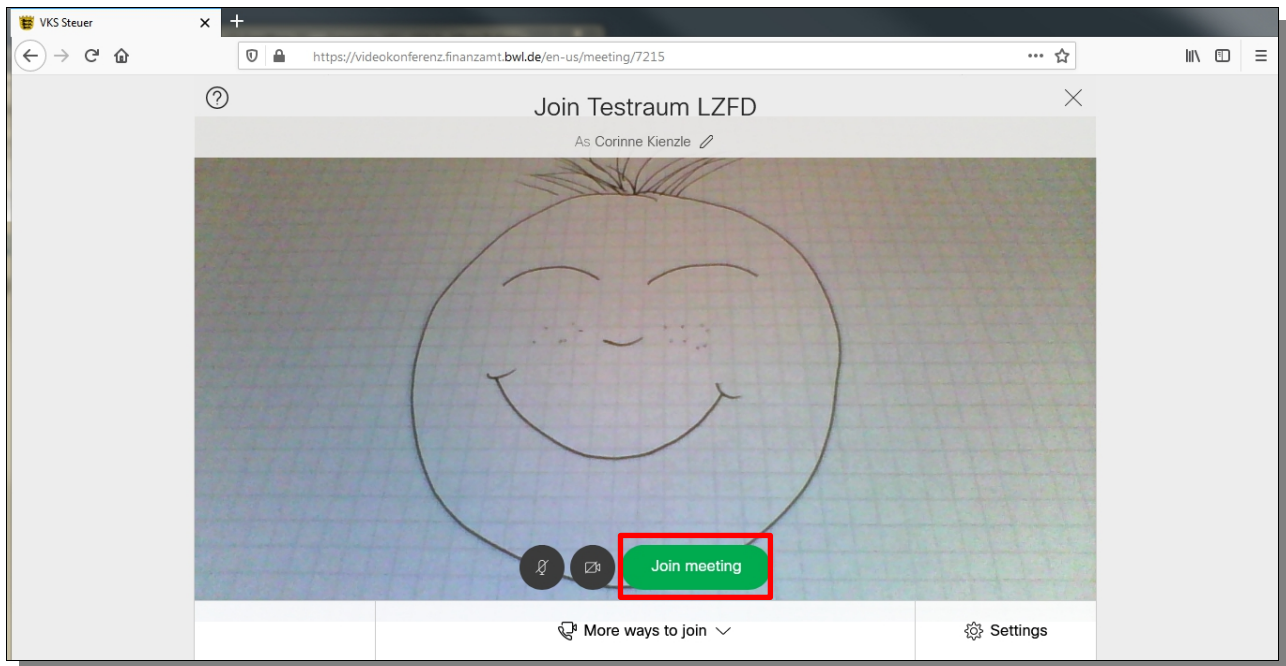 VKS Steuer
https://videokonferenz.finanzamt.bwl.de/en-us/meeting/7215
Join Testraum LZFD
As Corinne Kienzle
Join meeting
More ways to join
Settings